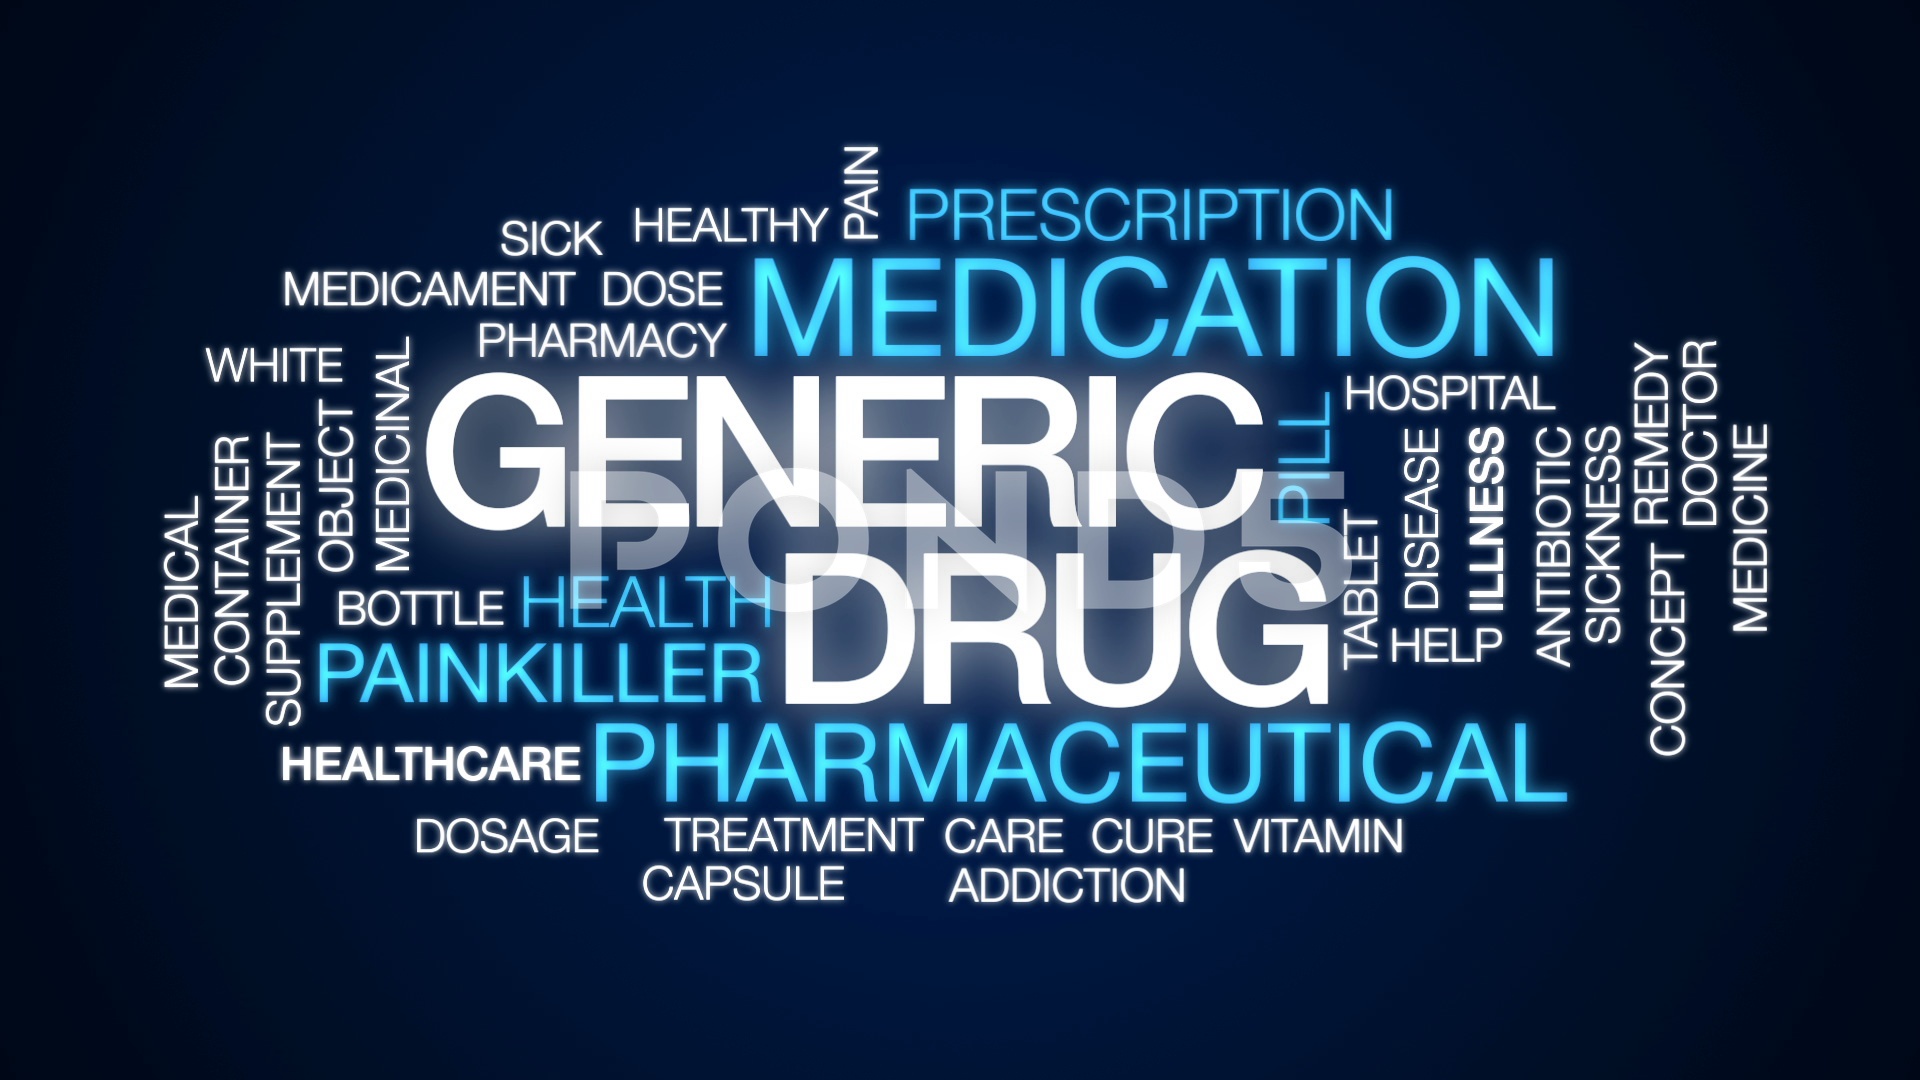 PAIN
PRESCRIPTION
SICK
HEALTHY
MEDICAMENT
DOSE
MEDICATION
PHARMACY
WHITE
OBJECT
MEDICINAL
GENERIC
PILL
HOSPITAL
MEDICAL
CONTAINER
SUPPLEMENT
DISEASE
ILLNESS
ANTIBIOTIC
SICKNESS
REMEDY
DOCTOR
MEDICINE
POND5
TABLET
BOTTLE
HEALTH
DRUG
HELP
CONCEPT
PAINKILLER
HEALTHCARE
PHARMACEUTICAL
DOSAGE
TREATMENT
CARE
CURE
VITAMIN
CAPSULE
ADDICTION